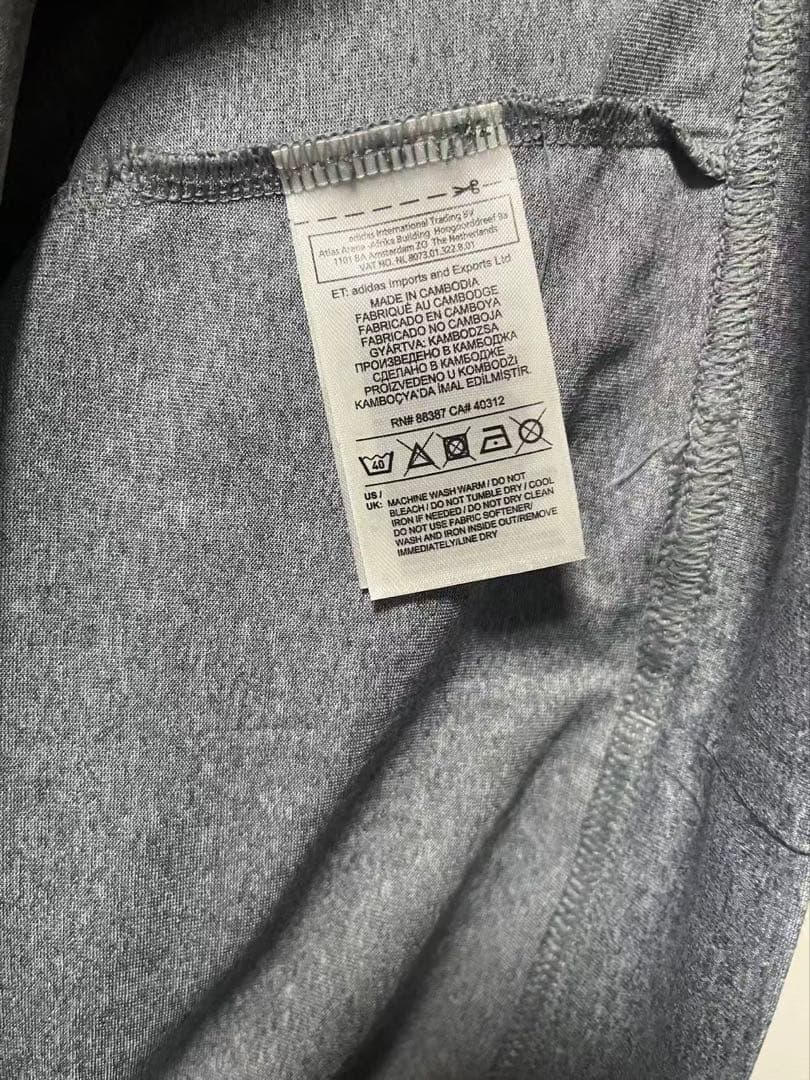 adidas International Trading BV
Atlas Arena -Afrika Building, Hoogoorddreef 9a
1101 BA Amsterdam ZO The Netherlands
VAT NO. NL 8073.01.322.B.01
ET: adidas Imports and Exports Ltd
MADE IN CAMBODIA
FABRIQUÉ AU CAMBODGE
FABRICADO EN CAMBOYA
FABRICADO NO CAMBOJA
GYÁRTVA: KAMBODZSA
ПРОИЗВЕДЕНО В КАМБОДЖА
СДЕЛАНО В КАМБОДЖЕ
PROIZVEDENO U KOMBODŽI
KAMBOÇYA'DA İMAL EDİLMİŞTİR.
RN# 88387 CA# 40312
40
US /
UK: MACHINE WASH WARM / DO NOT
BLEACH / DO NOT TUMBLE DRY / COOL
IRON IF NEEDED / DO NOT DRY CLEAN
DO NOT USE FABRIC SOFTENER/
WASH AND IRON INSIDE OUT/REMOVE
IMMEDIATELY/LINE DRY